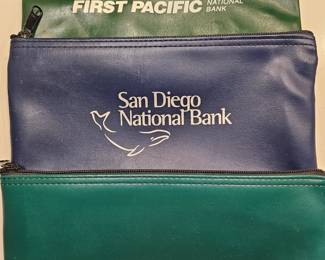 FIRST PACIFIC NATIONAL
BANK
San Diego
National Bank